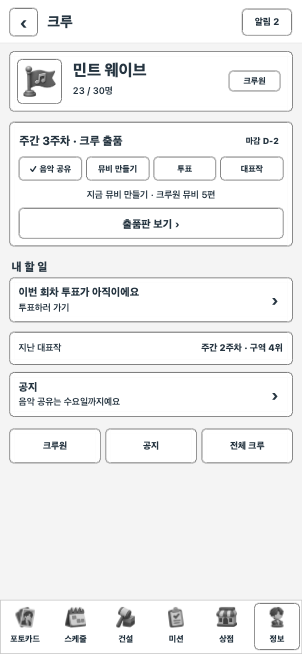 ‹ 크루 알림 2
민트 웨이브
23 / 30명
크루원
주간 3주차 · 크루 출품 마감 D-2
✓ 음악 공유 뮤비 만들기 투표 대표작
지금 뮤비 만들기 · 크루원 뮤비 5편
출품판 보기 ›
내 할 일
이번 회차 투표가 아직이에요
투표하러 가기 ›
지난 대표작 주간 2주차 · 구역 4위
공지
음악 공유는 수요일까지예요 ›
크루원 공지 전체 크루
포토카드 스케줄 건설 미션 상점 정보